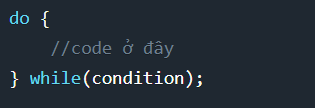 do {
    //code ở đây
} while(condition);